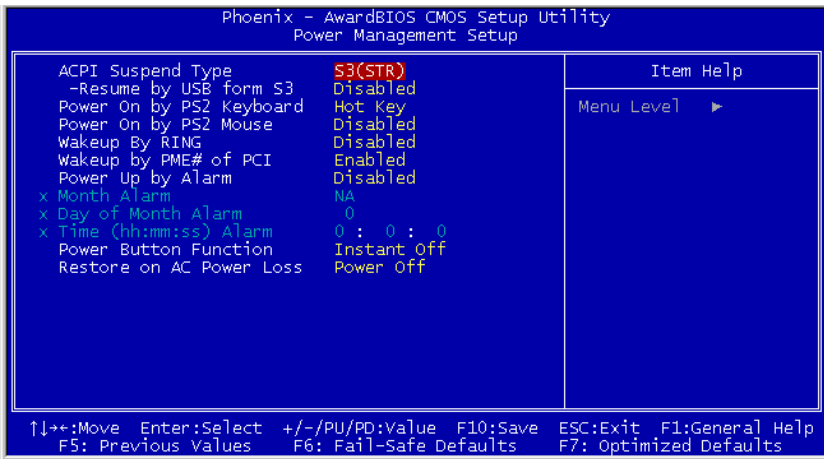 Phoenix - AwardBIOS CMOS Setup Utility
Power Management Setup
ACPI Suspend Type S3(STR)
-Resume by USB form S3 Disabled
Power On by PS2 Keyboard Hot Key
Power On by PS2 Mouse Disabled
Wakeup By RING Disabled
Wakeup by PME# of PCI Enabled
Power Up by Alarm Disabled
x Month Alarm NA
x Day of Month Alarm 0
x Time (hh:mm:ss) Alarm 0 : 0 : 0
Power Button Function Instant Off
Restore on AC Power Loss Power Off
Item Help
Menu Level ►
↑↓→←:Move Enter:Select +/-/PU/PD:Value F10:Save ESC:Exit F1:General Help
F5: Previous Values F6: Fail-Safe Defaults F7: Optimized Defaults